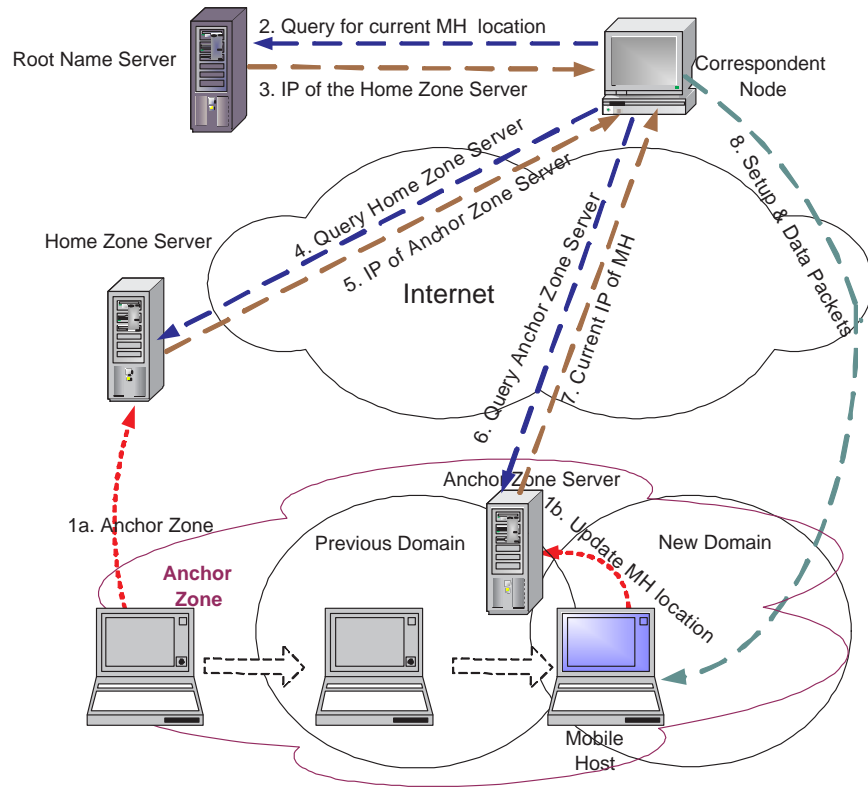 2. Query for current MH location
Root Name Server
3. IP of the Home Zone Server
Correspondent
Node
4. Query Home Zone Server
5. IP of Anchor Zone Server
8. Setup & Data Packets
Home Zone Server
Internet
6. Query Anchor Zone Server
7. Current IP of MH
Anchor Zone Server
1a. Anchor Zone
1b. Update MH location
Previous Domain
New Domain
Anchor
Zone
Mobile
Host